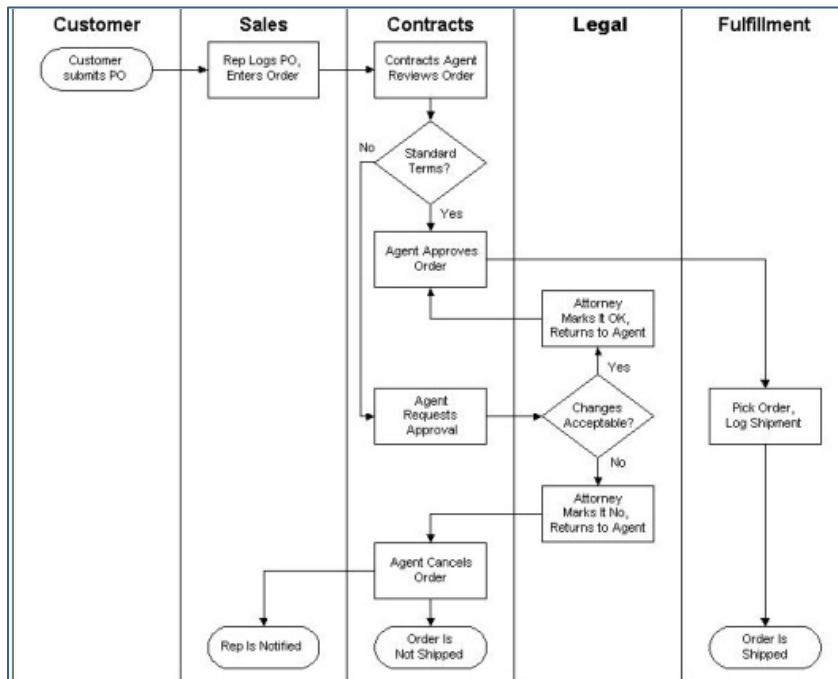 Customer
Sales
Contracts
Legal
Fulfillment
Customer
submits PO
Rep Logs PO,
Enters Order
Contracts Agent
Reviews Order
No
Standard
Terms?
Yes
Agent Approves
Order
Attorney
Marks It OK,
Returns to Agent
Yes
Agent
Requests
Approval
Changes
Acceptable?
Pick Order,
Log Shipment
No
Attorney
Marks It No,
Returns to Agent
Agent Cancels
Order
Rep Is Notified
Order Is
Not Shipped
Order Is
Shipped